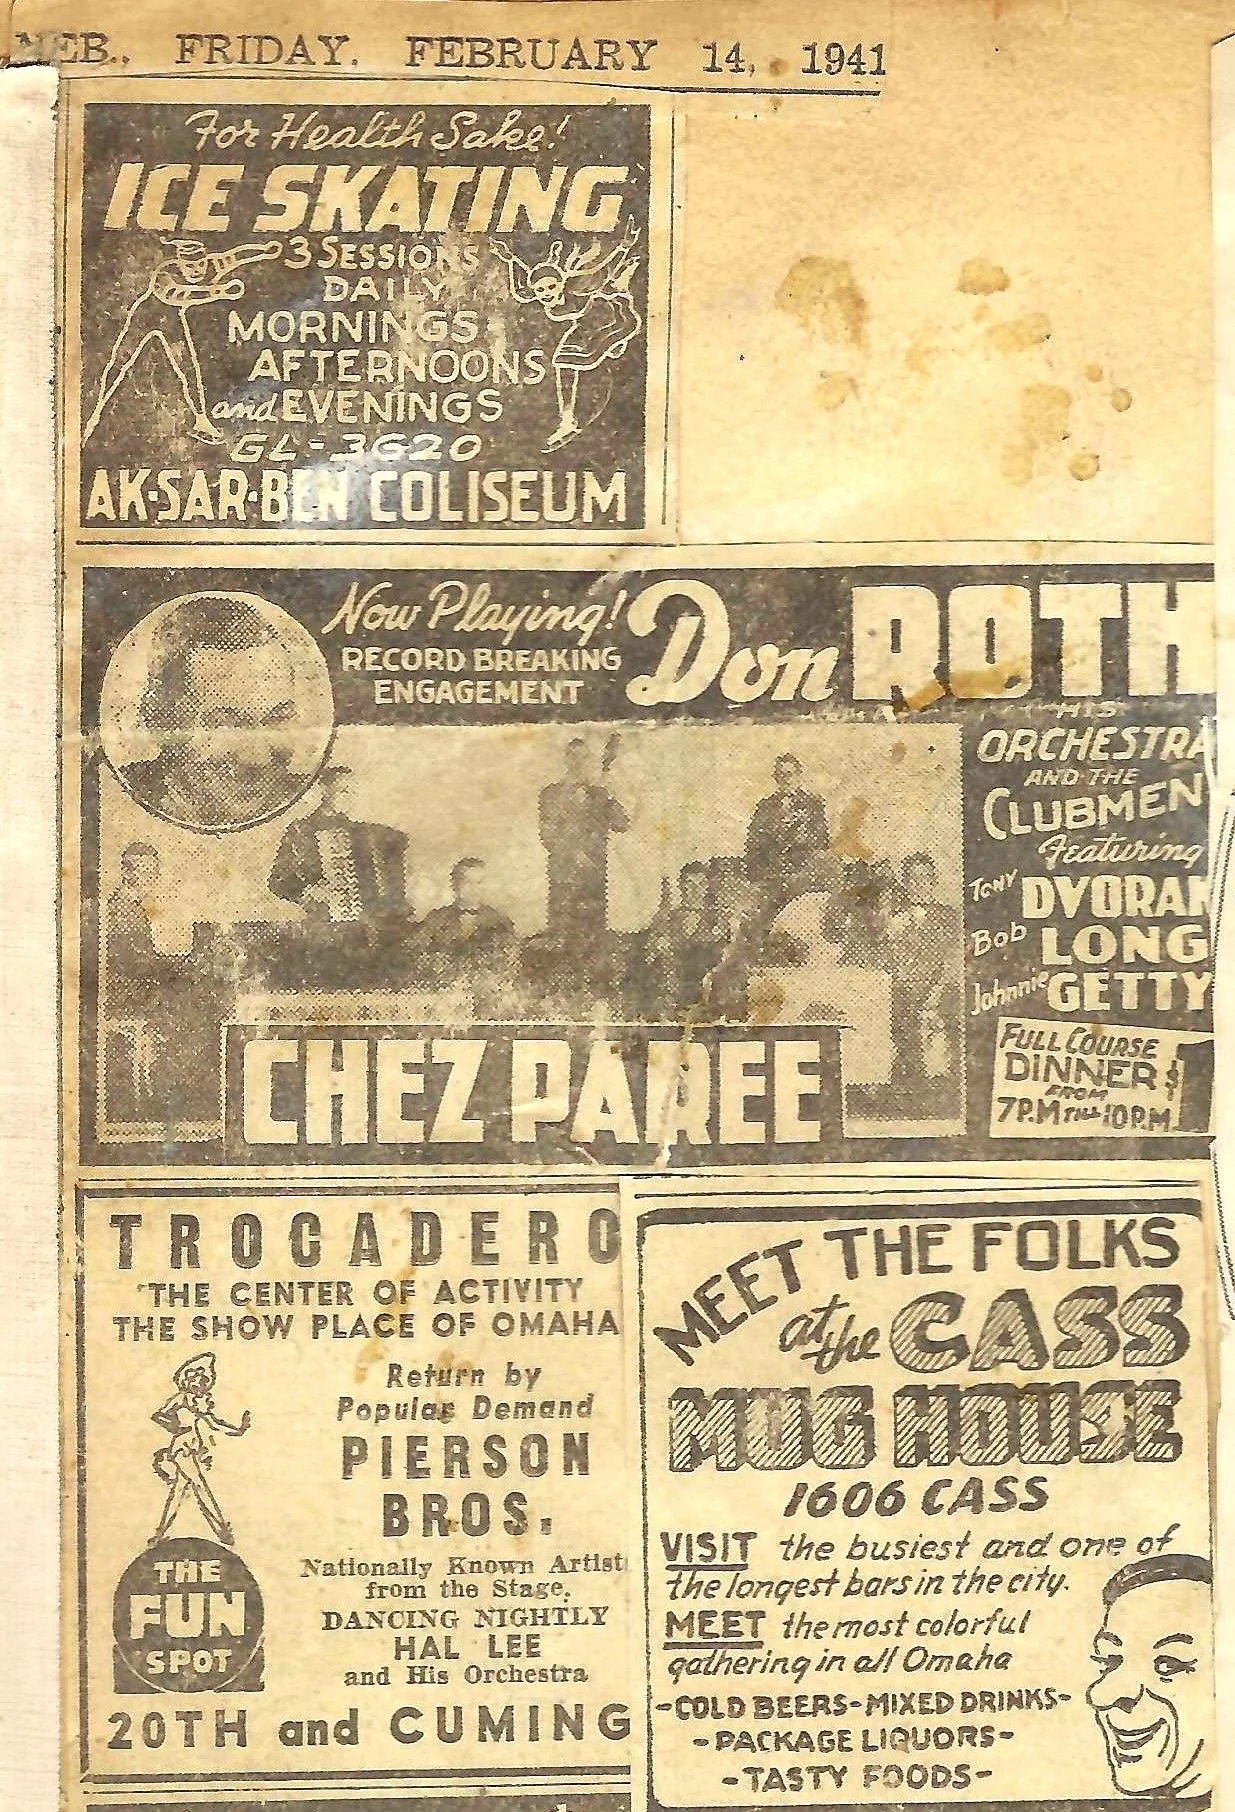 NEB., FRIDAY, FEBRUARY 14, 1941
For Health Sake!
ICE SKATING
3 SESSIONS
DAILY
MORNINGS
AFTERNOONS
and EVENINGS
GL-3620
AK-SAR-BEN COLISEUM
Now Playing!
RECORD BREAKING
ENGAGEMENT
Don ROTH
HIS
ORCHESTRA
AND THE
CLUBMEN
Featuring
Tony DVORAK
Bob LONG
Johnnie GETTY
FULL COURSE
DINNER $1
FROM
7 P.M TILL 10 P.M.
CHEZ PAREE
TROCADERO
THE CENTER OF ACTIVITY
THE SHOW PLACE OF OMAHA
Return by
Popular Demand
PIERSON
BROS.
Nationally Known Artist
from the Stage.
DANCING NIGHTLY
HAL LEE
and His Orchestra
THE
FUN
SPOT
20TH and CUMING
MEET THE FOLKS
at the CASS
MUG HOUSE
1606 CASS
VISIT the busiest and one of
the longest bars in the city.
MEET the most colorful
gathering in all Omaha
-COLD BEERS-MIXED DRINKS-
-PACKAGE LIQUORS-
-TASTY FOODS-